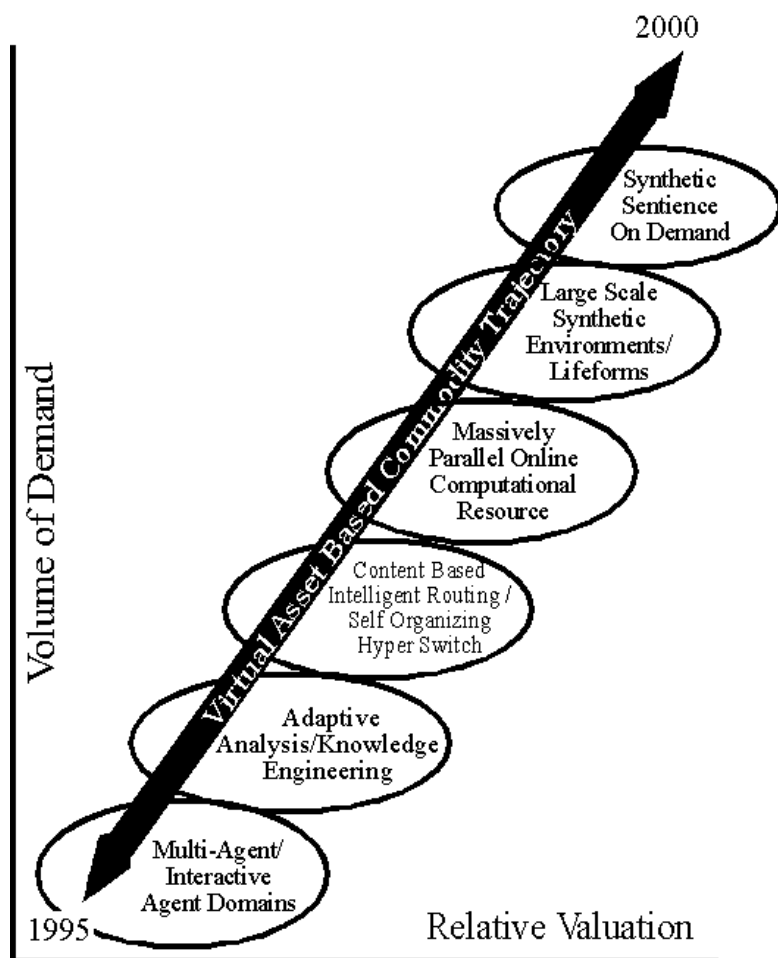 2000
Synthetic
Sentience
On Demand
Large Scale
Synthetic
Environments/
Lifeforms
Massively
Parallel Online
Computational
Resource
Content Based
Intelligent Routing /
Self Organizing
Hyper Switch
Adaptive
Analysis/Knowledge
Engineering
Multi-Agent/
Interactive
Agent Domains
Virtual Asset Based Commodity Trajectory
Volume of Demand
1995
Relative Valuation